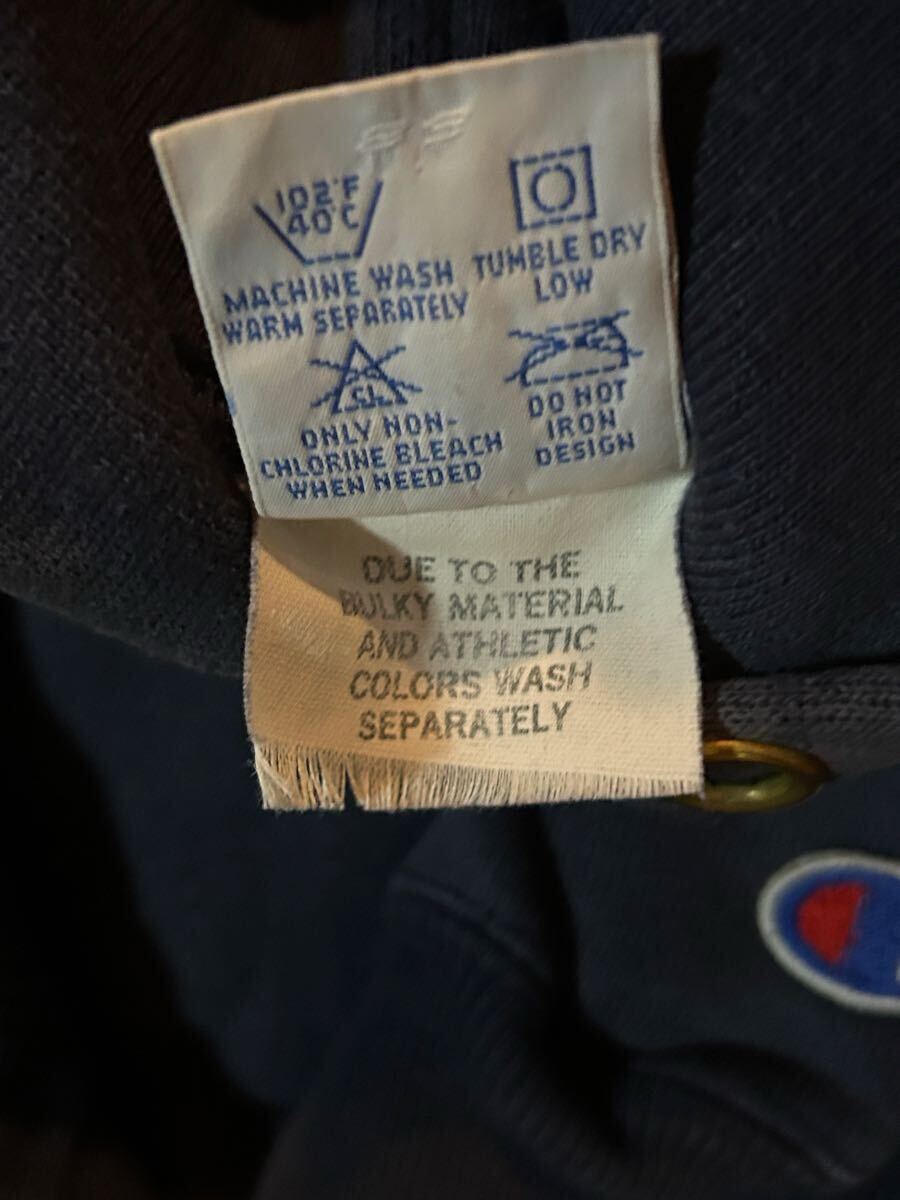 102°F
40°C
MACHINE WASH
WARM SEPARATELY
TUMBLE DRY
LOW
CL
ONLY NON-
CHLORINE BLEACH
WHEN NEEDED
DO NOT
IRON
DESIGN
DUE TO THE
BULKY MATERIAL
AND ATHLETIC
COLORS WASH
SEPARATELY